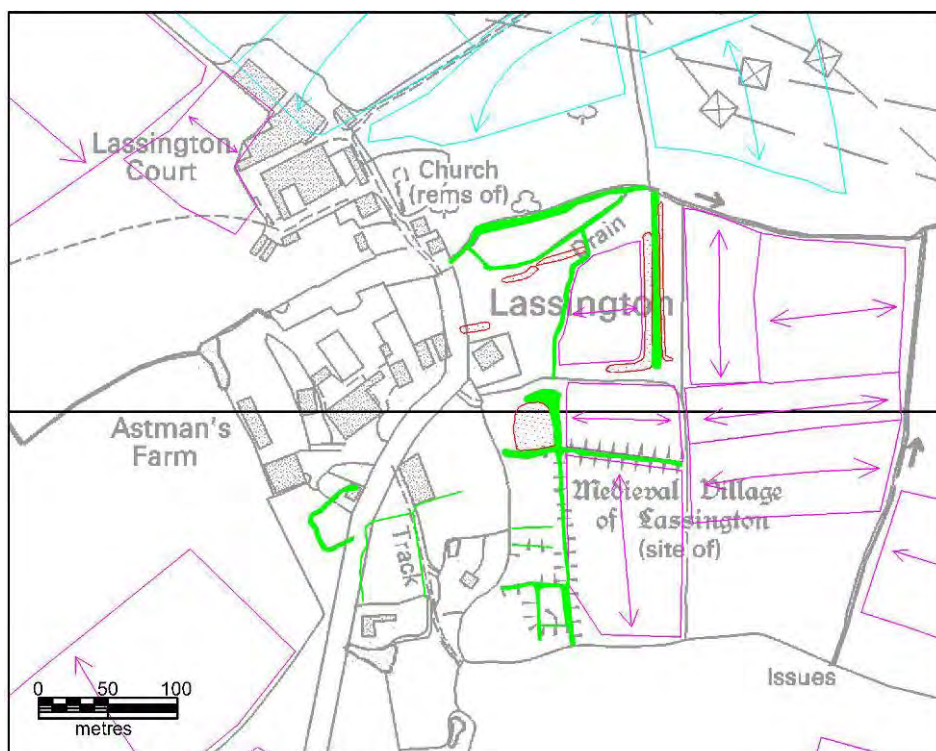 Lassington
Court
Church
(rems of)
Drain
Lassington
Astman's
Farm
Medieval Village
of Lassington
(site of)
Track
Issues
0 50 100
metres